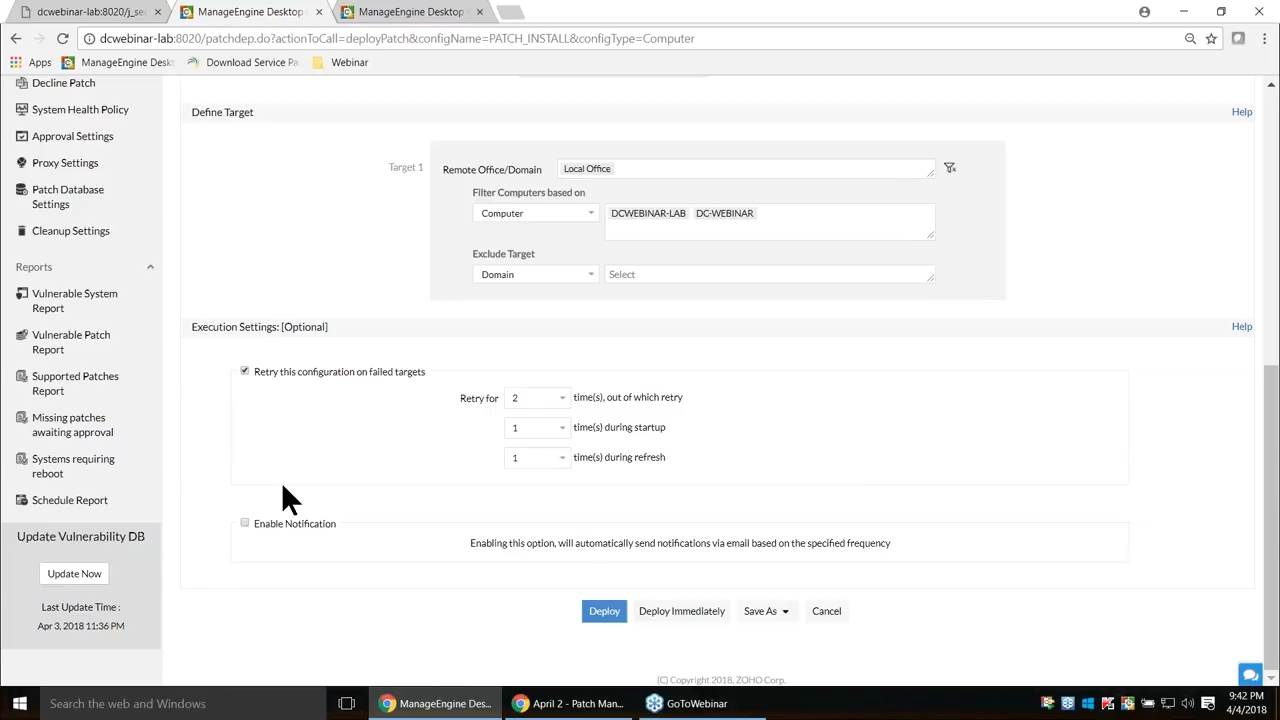 dcwebinar-lab:8020/j_sec
ManageEngine Desktop
ManageEngine Desktop
dcwebinar-lab:8020/patchdep.do?actionToCall=deployPatch&configName=PATCH_INSTALL&configType=Computer
Apps
ManageEngine Deskt
Download Service Pa
Webinar
Decline Patch
System Health Policy
Approval Settings
Proxy Settings
Patch Database
Settings
Cleanup Settings
Reports
Vulnerable System
Report
Vulnerable Patch
Report
Supported Patches
Report
Missing patches
awaiting approval
Systems requiring
reboot
Schedule Report
Update Vulnerability DB
Update Now
Last Update Time :
Apr 3, 2018 11:36 PM
Define Target
Help
Target 1
Remote Office/Domain
Local Office
Filter Computers based on
Computer
DCWEBINAR-LAB DC-WEBINAR
Exclude Target
Domain
Select
Execution Settings: [Optional]
Help
Retry this configuration on failed targets
Retry for 2 time(s), out of which retry
1 time(s) during startup
1 time(s) during refresh
Enable Notification
Enabling this option, will automatically send notifications via email based on the specified frequency
Deploy
Deploy Immediately
Save As
Cancel
(C) Copyright 2018, ZOHO Corp.
Search the web and Windows
ManageEngine Des...
April 2 - Patch Man...
GoToWebinar
9:42 PM
4/4/2018